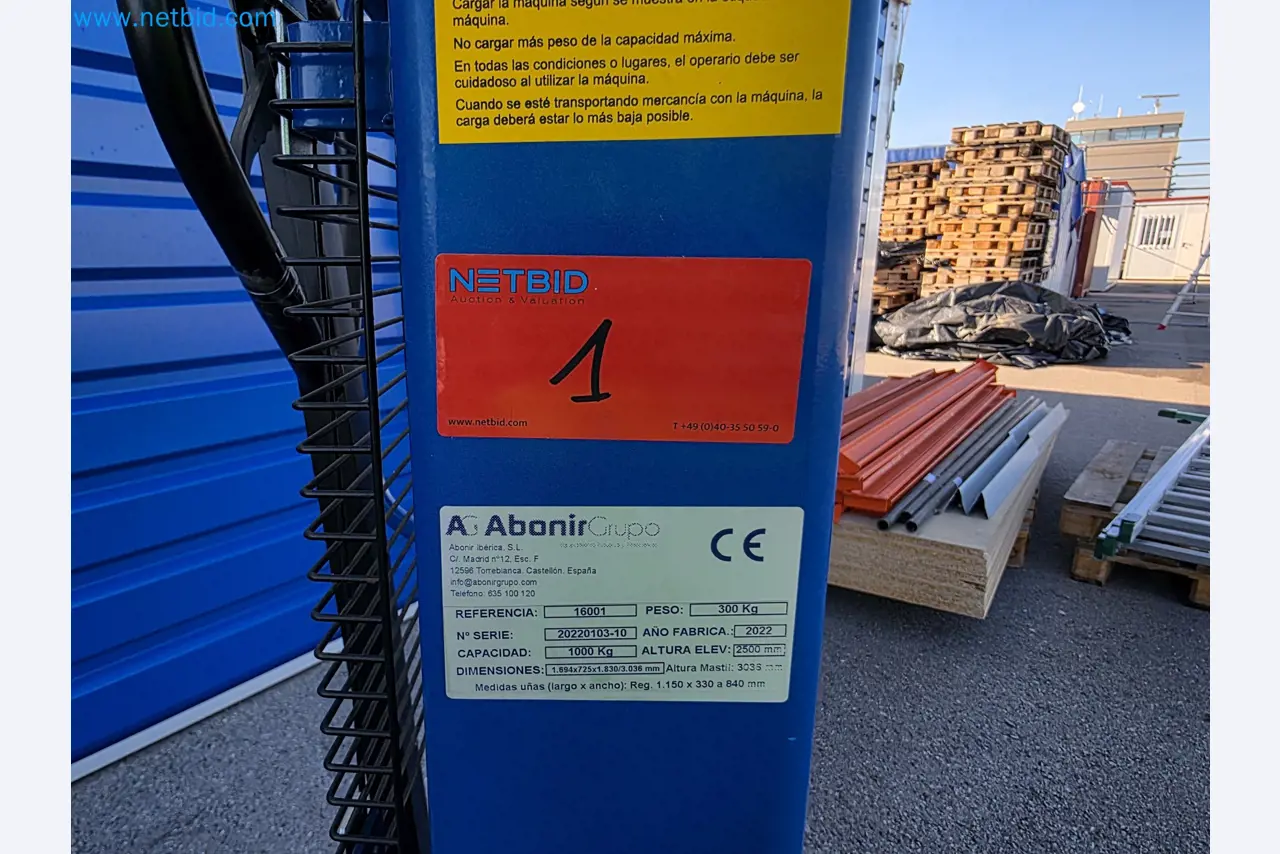 www.netbid.com
Cargar la máquina según se muestra en la
máquina.
No cargar más peso de la capacidad máxima.
En todas las condiciones o lugares, el operario debe ser
cuidadoso al utilizar la máquina.
Cuando se esté transportando mercancía con la máquina, la
carga deberá estar lo más baja posible.
NETBID
Auction & Valuation
1
www.netbid.com T +49 (0)40-35 50 59-0
AG AbonirGrupo
Abonir Ibérica, S.L.
C/. Madrid nº12, Esc. F
12596 Torreblanca. Castellón. España
info@abonirgrupo.com
Teléfono: 635 100 120
CE
REFERENCIA: 16001 PESO: 300 Kg
Nº SERIE: 20220103-10 AÑO FABRICA.: 2022
CAPACIDAD: 1000 Kg ALTURA ELEV: 2500 mm
DIMENSIONES: 1.694x725x1.830/3.036 mm Altura Mastil: 3036 mm
Medidas uñas (largo x ancho): Reg. 1.150 x 330 a 840 mm